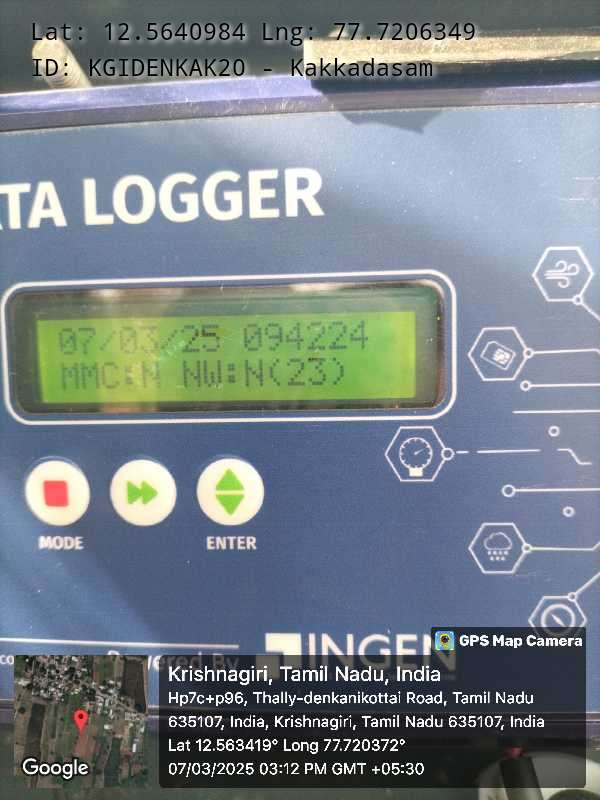 Lat: 12.5640984 Lng: 77.7206349
ID: KGIDENKAK20 - Kakkadasam
TA LOGGER
07/03/25 094224
MMC:N NW:N(23)
MODE
ENTER
Powered By
INGEN
GPS Map Camera
Krishnagiri, Tamil Nadu, India
Hp7c+p96, Thally-denkanikottai Road, Tamil Nadu
635107, India, Krishnagiri, Tamil Nadu 635107, India
Lat 12.563419° Long 77.720372°
07/03/2025 03:12 PM GMT +05:30
Google